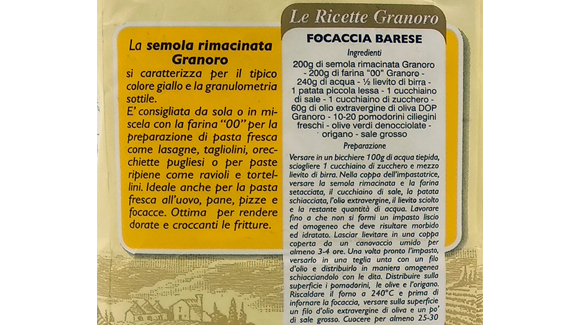 La semola rimacinata
Granoro
si caratterizza per il tipico
colore giallo e la granulometria
sottile.
E' consigliata da sola o in mi-
scela con la farina "00" per la
preparazione di pasta fresca
come lasagne, tagliolini, orec-
chiette pugliesi o per paste
ripiene come ravioli e tortel-
lini. Ideale anche per la pasta
fresca all'uovo, pane, pizze e
focacce. Ottima per rendere
dorate e croccanti le fritture.
Le Ricette Granoro
FOCACCIA BARESE
Ingredienti
200g di semola rimacinata Granoro
- 200g di farina "00" Granoro -
240g di acqua - ½ lievito di birra -
1 patata piccola lessa - 1 cucchiaino
di sale - 1 cucchiaino di zucchero -
60g di olio extravergine di oliva DOP
Granoro - 10-20 pomodorini ciliegini
freschi - olive verdi denocciolate -
origano - sale grosso
Preparazione
Versare in un bicchiere 100g di acqua tiepida,
sciogliere 1 cucchiaino di zucchero e mezzo
lievito di birra. Nella coppa dell'impastatrice,
versare la semola rimacinata e la farina
setacciata, il cucchiaino di sale, la patata
schiacciata, l'olio extravergine, il lievito sciolto
e la restante quantità di acqua. Lavorare
fino a che non si formi un impasto liscio
ed omogeneo che deve risultare morbido
ed idratato. Lasciar lievitare in una coppa
coperta da un canovaccio umido per
almeno 3-4 ore. Una volta pronto l'impasto,
versarlo in una teglia unta con un filo
d'olio e distribuirla in maniera omogenea
schiacciandolo con le dita. Distribuire sulla
superficie i pomodorini, le olive e l'origano.
Riscaldare il forno a 240°C e prima di
infornare la focaccia, versare sulla superficie
un filo d'olio extravergine di oliva e un po'
di sale grosso. Cuocere per almeno 25-30